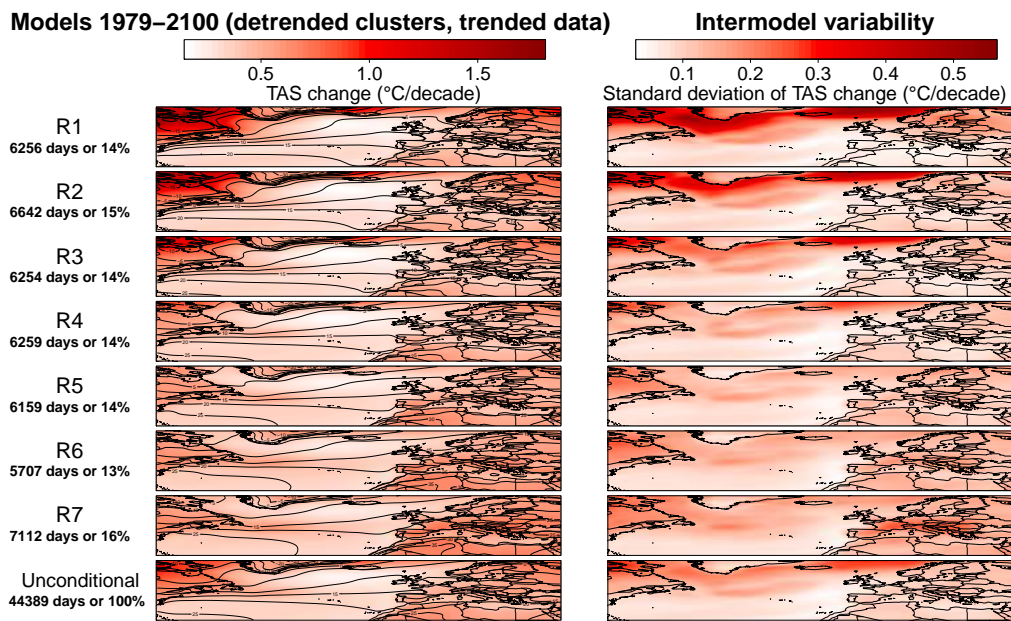 Models 1979−2100 (detrended clusters, trended data)
Intermodel variability
0.5 1.0 1.5
0.1 0.2 0.3 0.4 0.5
TAS change (°C/decade)
Standard deviation of TAS change (°C/decade)
R1
6256 days or 14%
R2
6642 days or 15%
R3
6254 days or 14%
R4
6259 days or 14%
R5
6159 days or 14%
R6
5707 days or 13%
R7
7112 days or 16%
Unconditional
44389 days or 100%